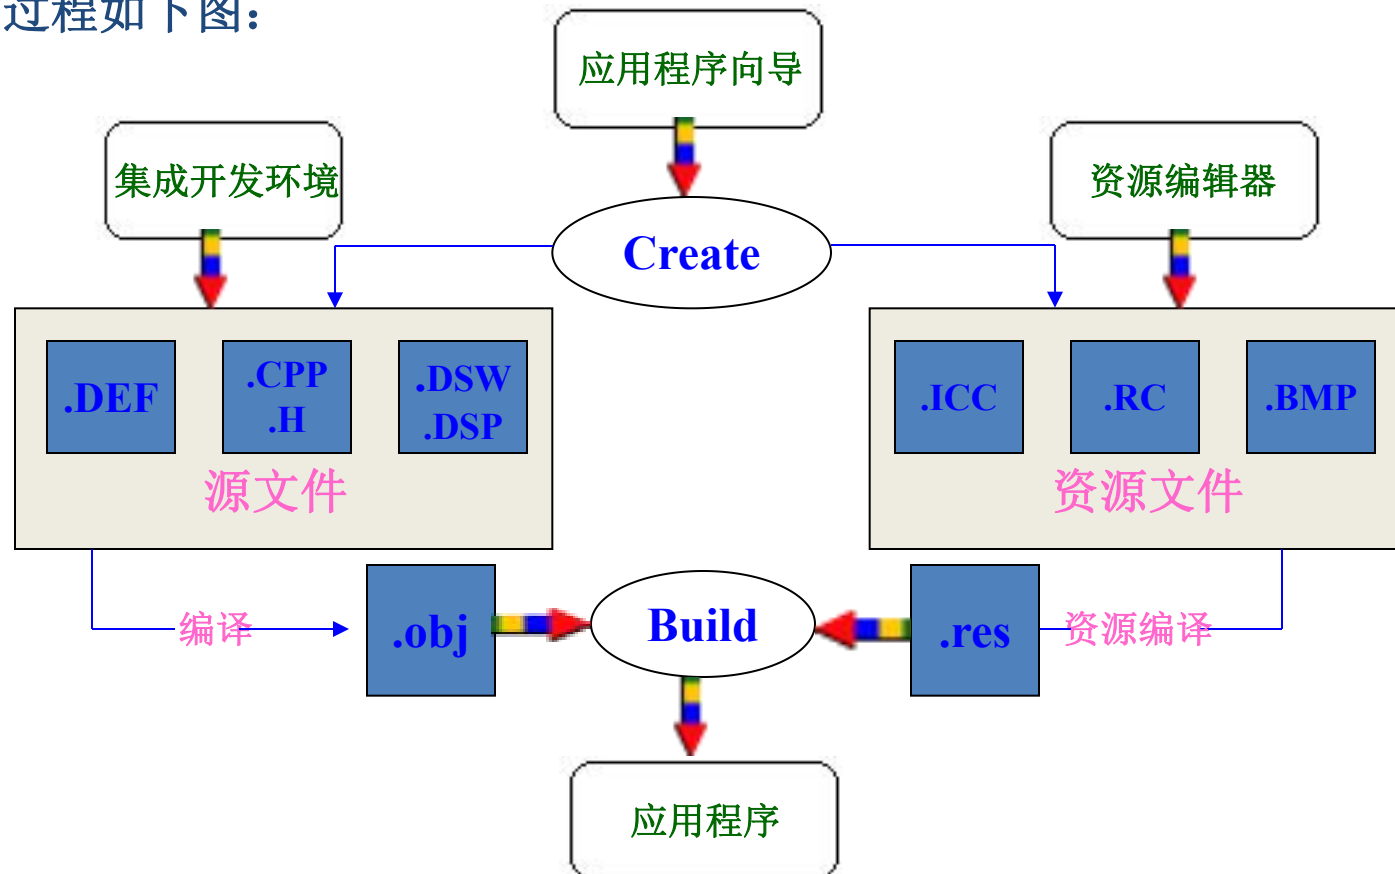 过程如下图：
应用程序向导
集成开发环境
资源编辑器
Create
.DEF
.CPP
.H
.DSW
.DSP
源文件
.ICC
.RC
.BMP
资源文件
编译
.obj
Build
.res
资源编译
应用程序